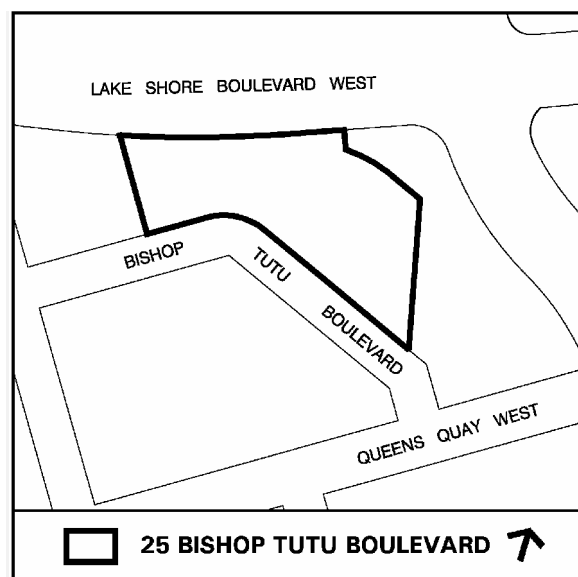 LAKE SHORE BOULEVARD WEST
BISHOP TUTU BOULEVARD
QUEENS QUAY WEST
25 BISHOP TUTU BOULEVARD